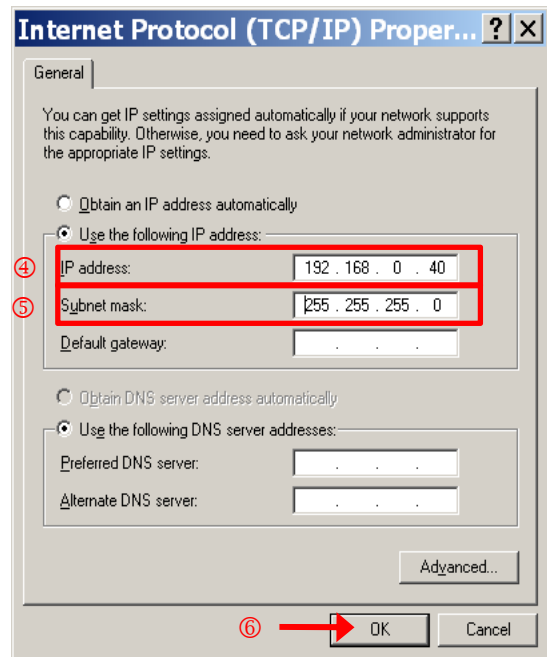 Internet Protocol (TCP/IP) Proper...
General
You can get IP settings assigned automatically if your network supports
this capability. Otherwise, you need to ask your network administrator for
the appropriate IP settings.
Obtain an IP address automatically
Use the following IP address:
④ IP address: 192 . 168 . 0 . 40
⑤ Subnet mask: 255 . 255 . 255 . 0
Default gateway: . . .
Obtain DNS server address automatically
Use the following DNS server addresses:
Preferred DNS server: . . .
Alternate DNS server: . . .
Advanced...
⑥ OK Cancel